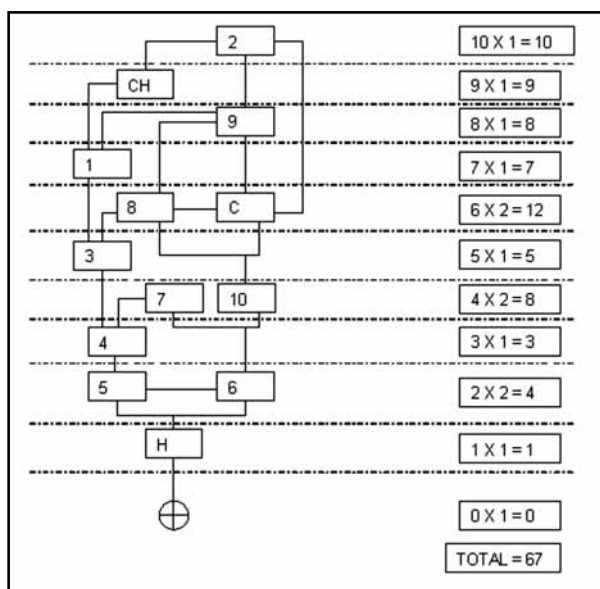 2
10 X 1 = 10
CH
9 X 1 = 9
9
8 X 1 = 8
1
7 X 1 = 7
8
C
6 X 2 = 12
3
5 X 1 = 5
7
10
4 X 2 = 8
4
3 X 1 = 3
5
6
2 X 2 = 4
H
1 X 1 = 1
0 X 1 = 0
TOTAL = 67